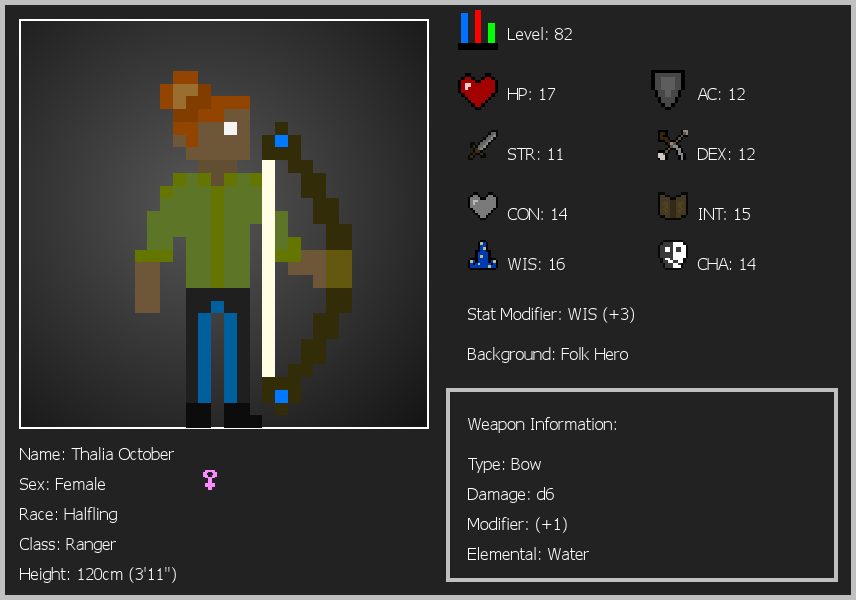 Level: 82
HP: 17
AC: 12
STR: 11
DEX: 12
CON: 14
INT: 15
WIS: 16
CHA: 14
Stat Modifier: WIS (+3)
Background: Folk Hero
Name: Thalia October
Sex: Female
Race: Halfling
Class: Ranger
Height: 120cm (3'11")
Weapon Information:
Type: Bow
Damage: d6
Modifier: (+1)
Elemental: Water